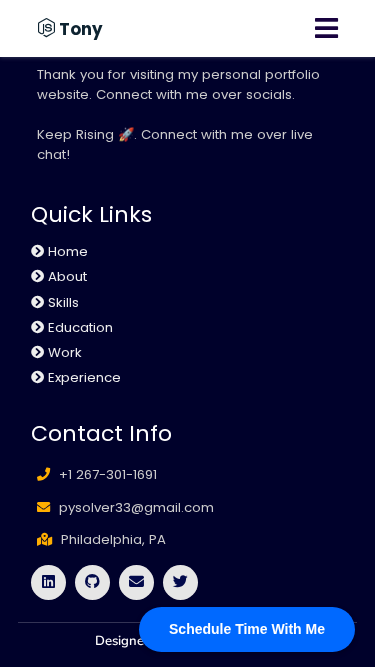 Tony
Thank you for visiting my personal portfolio
website. Connect with me over socials.
Keep Rising 🚀. Connect with me over live
chat!
Quick Links
Home
About
Skills
Education
Work
Experience
Contact Info
+1 267-301-1691
pysolver33@gmail.com
Philadelphia, PA
Schedule Time With Me